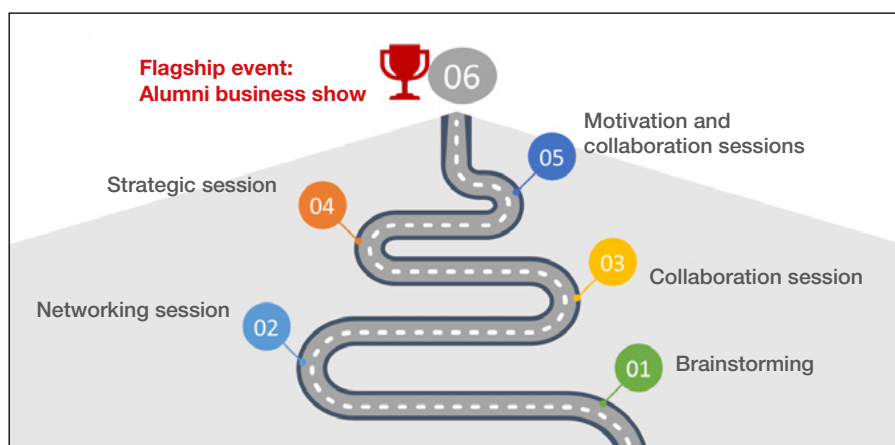 Flagship event:
Alumni business show
06
Motivation and
collaboration sessions
05
Strategic session
04
03
Collaboration session
Networking session
02
01
Brainstorming